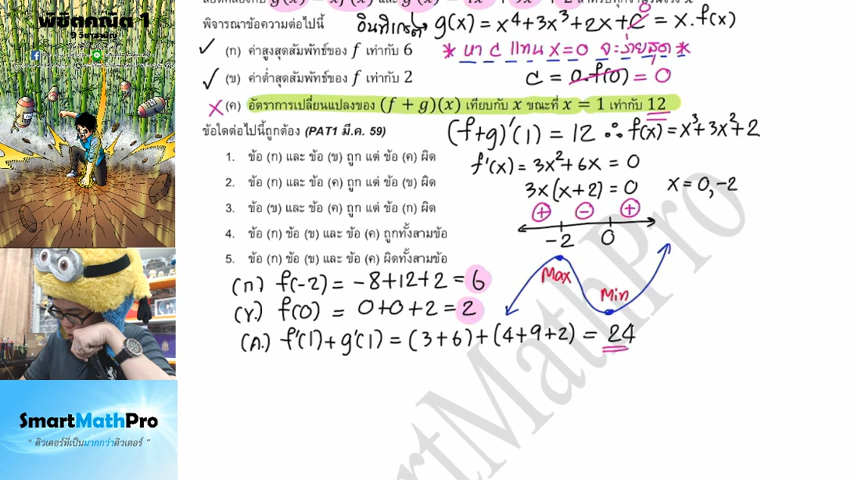 พิชิตคณิต 1
9 วิชาสามัญ
พิจารณาข้อความต่อไปนี้ อินทิเกรต→ g(x) = x⁴+3x³+2x+c = x·f(x)
✓ (ก) ค่าสูงสุดสัมพัทธ์ของ f เท่ากับ 6 * หา c แทน x=0 จะง่ายสุด *
✓ (ข) ค่าต่ำสุดสัมพัทธ์ของ f เท่ากับ 2 c = 0·f(0) = 0
✗ (ค) อัตราการเปลี่ยนแปลงของ (f + g)(x) เทียบกับ x ขณะที่ x = 1 เท่ากับ 12
ข้อใดต่อไปนี้ถูกต้อง (PAT1 มี.ค. 59) (f+g)'(1) = 12 ∴ f(x) = x³+3x²+2
1. ข้อ (ก) และ ข้อ (ข) ถูก แต่ ข้อ (ค) ผิด f'(x) = 3x²+6x = 0
2. ข้อ (ก) และ ข้อ (ค) ถูก แต่ ข้อ (ข) ผิด 3x(x+2) = 0 x = 0, -2
3. ข้อ (ข) และ ข้อ (ค) ถูก แต่ ข้อ (ก) ผิด + - +
4. ข้อ (ก) ข้อ (ข) และ ข้อ (ค) ถูกทั้งสามข้อ -2 0
5. ข้อ (ก) ข้อ (ข) และ ข้อ (ค) ผิดทั้งสามข้อ
(ก) f(-2) = -8+12+2 = 6 Max
(ข) f(0) = 0+0+2 = 2 Min
(ค.) f'(1)+g'(1) = (3+6)+(4+9+2) = 24
SmartMathPro
“ ติวเตอร์ที่เป็นมากกว่าติวเตอร์ ”